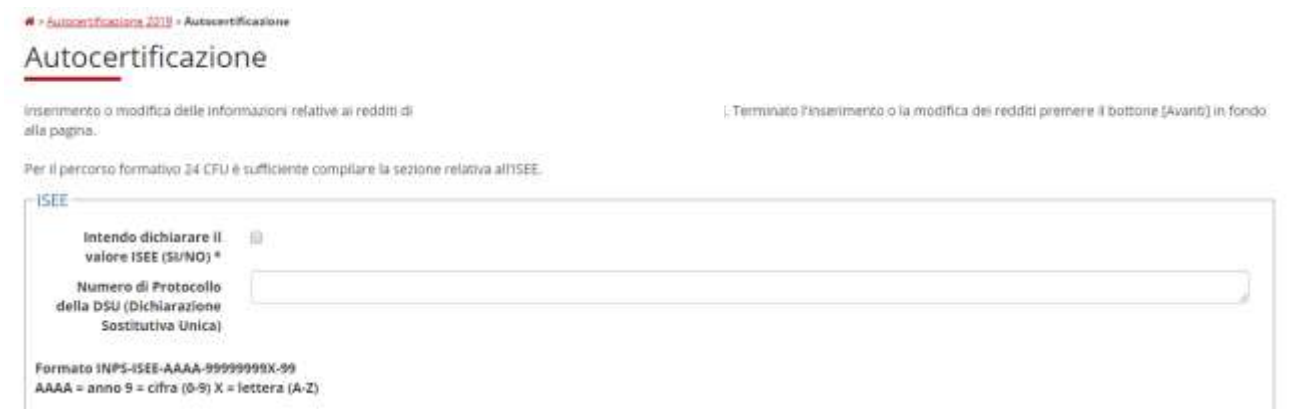 > Autocertificazione 2019 > Autocertificazione
Autocertificazione
Inserimento o modifica delle informazioni relative ai redditi di . Terminato l'inserimento o la modifica dei redditi premere il bottone [Avanti] in fondo
alla pagina.
Per il percorso formativo 24 CFU è sufficiente compilare la sezione relativa all'ISEE.
ISEE
Intendo dichiarare il
valore ISEE (SI/NO) *
Numero di Protocollo
della DSU (Dichiarazione
Sostitutiva Unica)
Formato INPS-ISEE-AAAA-99999999X-99
AAAA = anno 9 = cifra (0-9) X = lettera (A-Z)